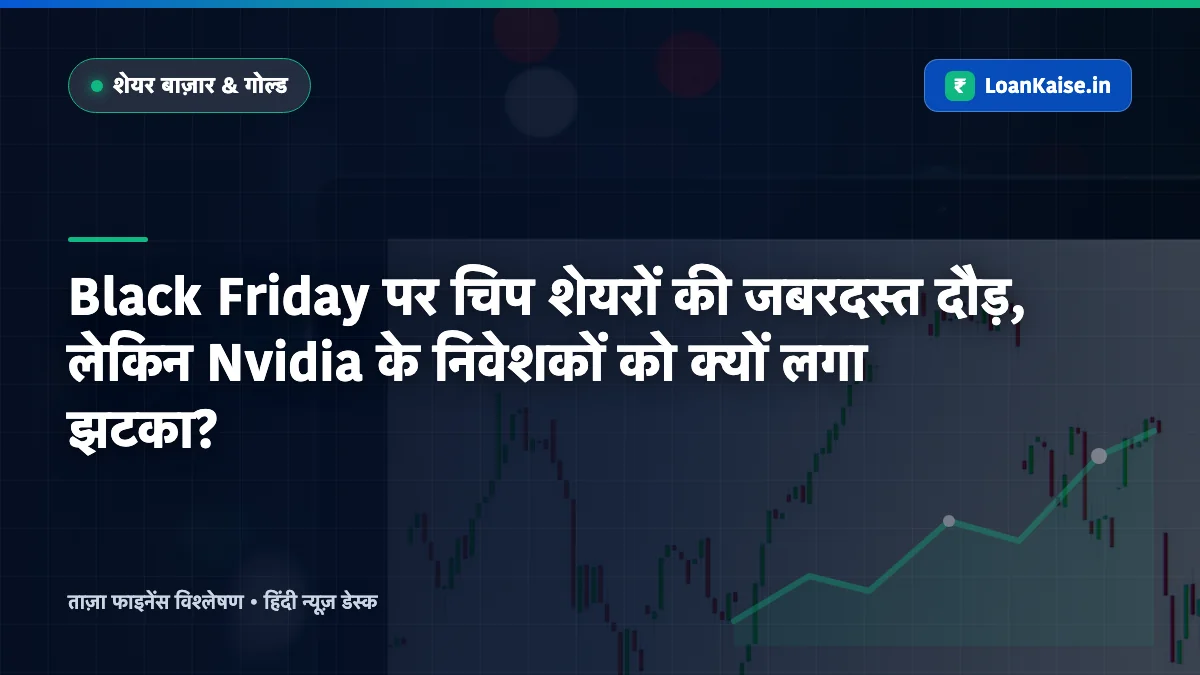 शेयर बाज़ार & गोल्ड
₹ LoanKaise.in
Black Friday पर चिप शेयरों की जबरदस्त दौड़,
लेकिन Nvidia के निवेशकों को क्यों लगा
झटका?
ताज़ा फाइनेंस विश्लेषण • हिंदी न्यूज़ डेस्क